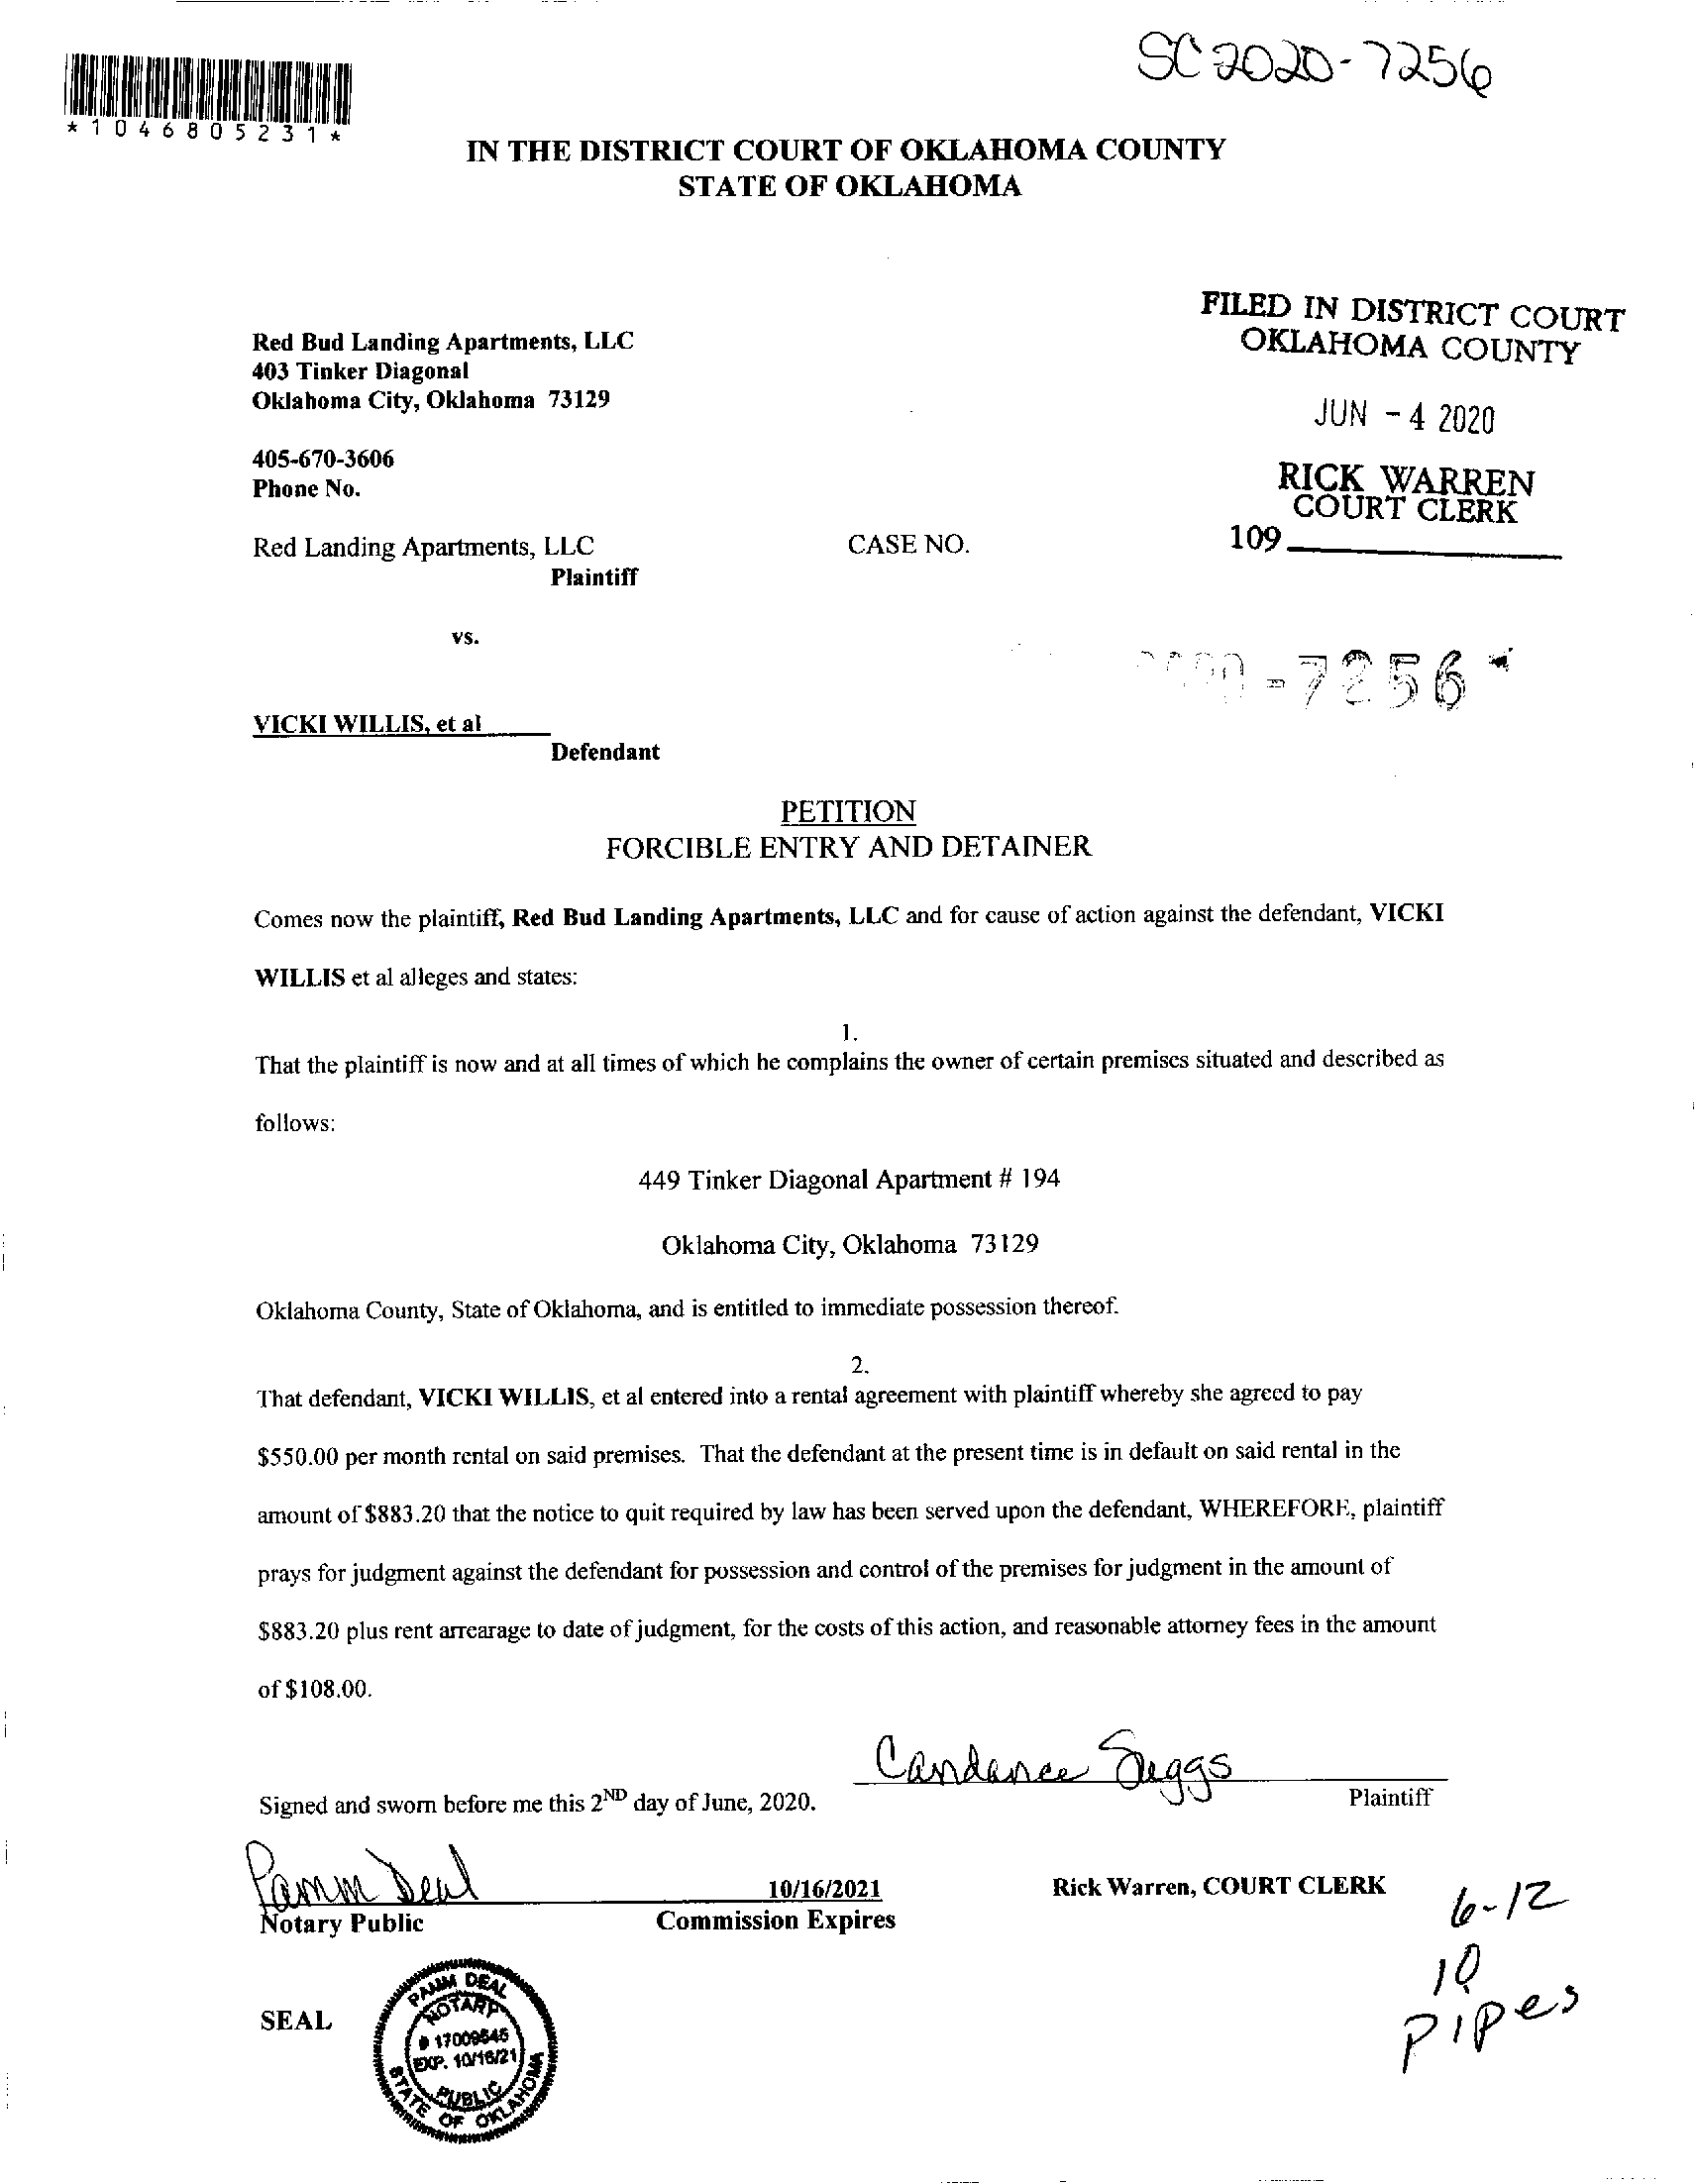 SC 2020-7256
*1046805231*
IN THE DISTRICT COURT OF OKLAHOMA COUNTY
STATE OF OKLAHOMA
FILED IN DISTRICT COURT
OKLAHOMA COUNTY
JUN - 4 2020
RICK WARREN
COURT CLERK
109
Red Bud Landing Apartments, LLC
403 Tinker Diagonal
Oklahoma City, Oklahoma 73129
405-670-3606
Phone No.
Red Landing Apartments, LLC CASE NO.
Plaintiff
vs.
-7256
VICKI WILLIS, et al
Defendant
PETITION
FORCIBLE ENTRY AND DETAINER
Comes now the plaintiff, Red Bud Landing Apartments, LLC and for cause of action against the defendant, VICKI
WILLIS et al alleges and states:
1.
That the plaintiff is now and at all times of which he complains the owner of certain premises situated and described as
follows:
449 Tinker Diagonal Apartment # 194
Oklahoma City, Oklahoma 73129
Oklahoma County, State of Oklahoma, and is entitled to immediate possession thereof.
2.
That defendant, VICKI WILLIS, et al entered into a rental agreement with plaintiff whereby she agreed to pay
$550.00 per month rental on said premises. That the defendant at the present time is in default on said rental in the
amount of $883.20 that the notice to quit required by law has been served upon the defendant, WHEREFORE, plaintiff
prays for judgment against the defendant for possession and control of the premises for judgment in the amount of
$883.20 plus rent arrearage to date of judgment, for the costs of this action, and reasonable attorney fees in the amount
of $108.00.
Candance Suggs
Signed and sworn before me this 2ND day of June, 2020. Plaintiff
Pamm Deal
10/16/2021 Rick Warren, COURT CLERK
Notary Public Commission Expires
6-12
10
Pipes
SEAL
PAMM DEAL
NOTARY
# 17009545
EXP. 10/16/21
PUBLIC
STATE OF OKLAHOMA